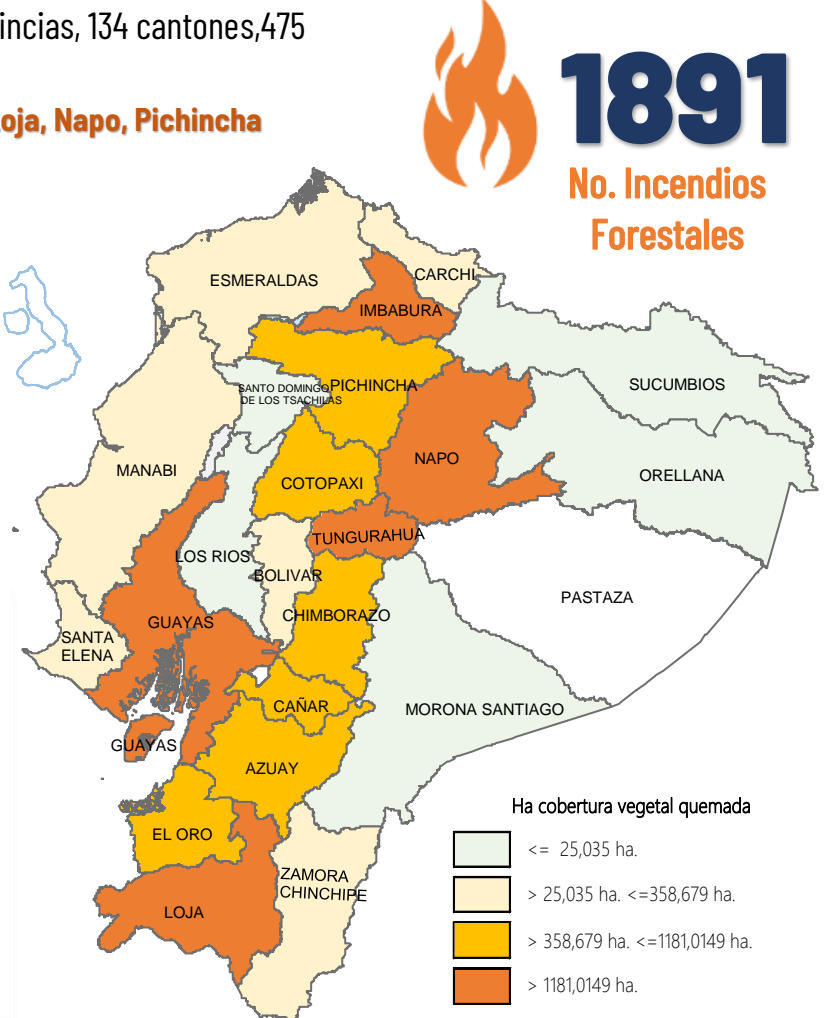 incias, 134 cantones,475
oja, Napo, Pichincha
1891
No. Incendios
Forestales
ESMERALDAS
CARCHI
IMBABURA
SUCUMBIOS
PICHINCHA
SANTO DOMINGO
DE LOS TSACHILAS
NAPO
MANABI
COTOPAXI
ORELLANA
TUNGURAHUA
LOS RIOS
BOLIVAR
PASTAZA
CHIMBORAZO
GUAYAS
SANTA
ELENA
CAÑAR
MORONA SANTIAGO
GUAYAS
AZUAY
EL ORO
ZAMORA
CHINCHIPE
LOJA
Ha cobertura vegetal quemada
<= 25,035 ha.
> 25,035 ha. <=358,679 ha.
> 358,679 ha. <=1181,0149 ha.
> 1181,0149 ha.